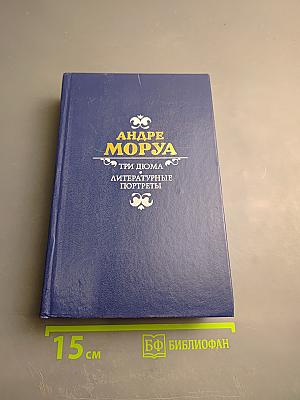 АНДРЕ
МОРУА
ТРИ ДЮМА
ЛИТЕРАТУРНЫЕ
ПОРТРЕТЫ
15 см
БФ БИБЛИОФАН